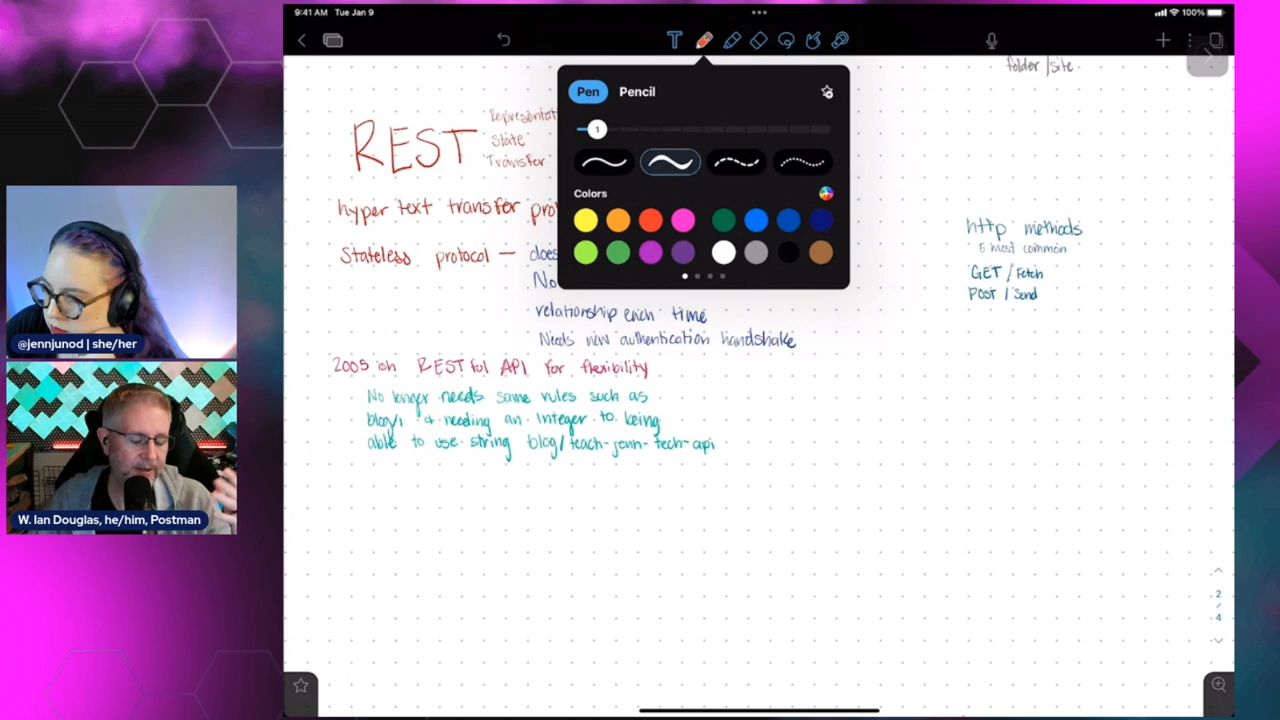 9:41 AM Tue Jan 9
100%
folder/site
Pen
Pencil
1
Colors
REST
State
Transfer
hyper text transfer
Stateless protocol — does
No
relationship each time
Needs new authentication handshake
2005 ish RESTful API for flexibility
No longer needs same rules such as
blog/1 & needing an integer to being
able to use string blog/teach-jenn-tech-api
http methods
5 most common
GET / Fetch
POST / Send
2
/
4
@jennjunod | she/her
W. Ian Douglas, he/him, Postman